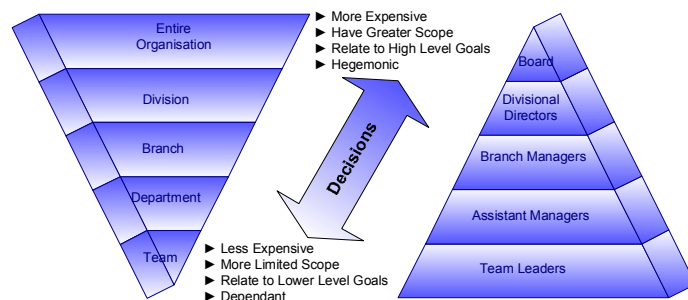 Entire
Organisation
Division
Branch
Department
Team
► More Expensive
► Have Greater Scope
► Relate to High Level Goals
► Hegemonic
Decisions
► Less Expensive
► More Limited Scope
► Relate to Lower Level Goals
► Dependant
Board
Divisional
Directors
Branch Managers
Assistant Managers
Team Leaders